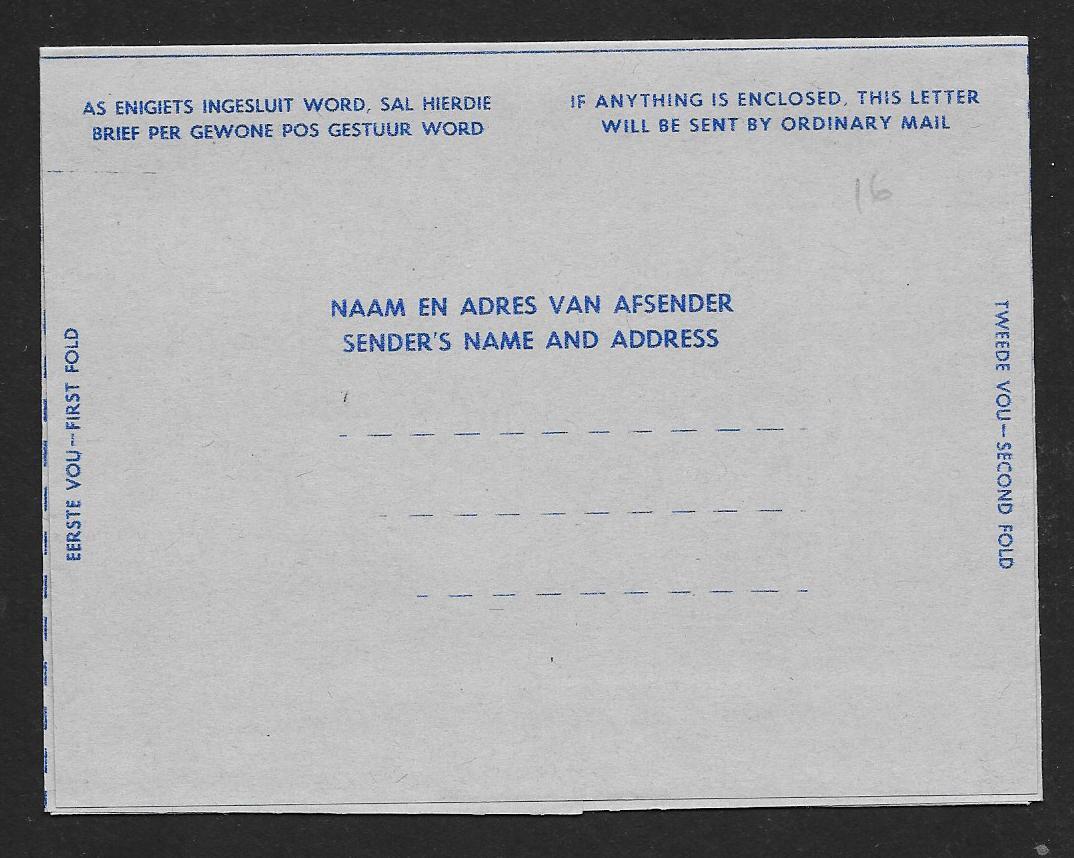 AS ENIGIETS INGESLUIT WORD, SAL HIERDIE
BRIEF PER GEWONE POS GESTUUR WORD
IF ANYTHING IS ENCLOSED, THIS LETTER
WILL BE SENT BY ORDINARY MAIL
16
NAAM EN ADRES VAN AFSENDER
SENDER'S NAME AND ADDRESS
EERSTE VOU—FIRST FOLD
TWEEDE VOU—SECOND FOLD